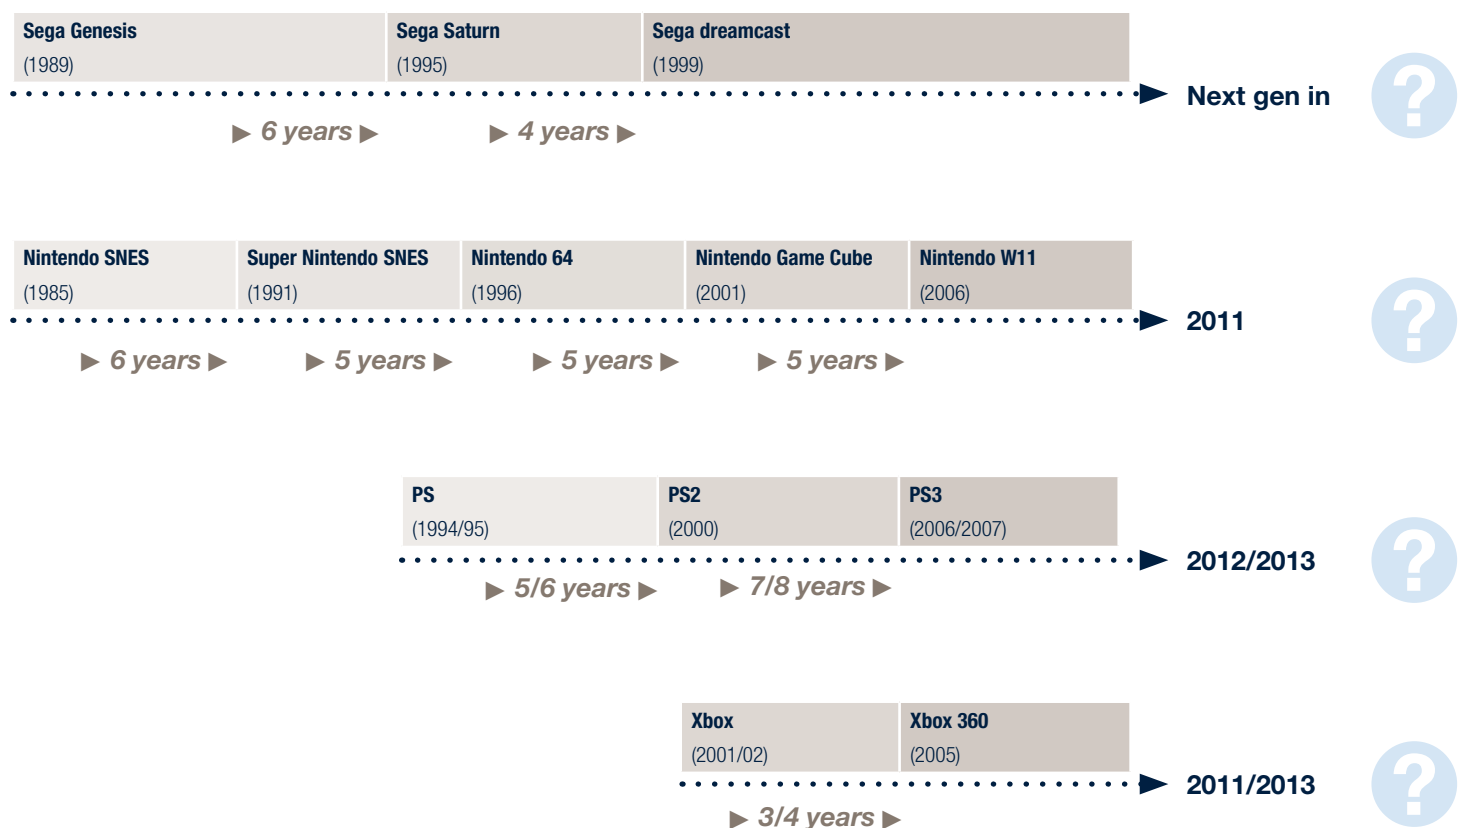 Sega Genesis
(1989)
Sega Saturn
(1995)
Sega dreamcast
(1999)
Next gen in
?
▶ 6 years ▶
▶ 4 years ▶
Nintendo SNES
(1985)
Super Nintendo SNES
(1991)
Nintendo 64
(1996)
Nintendo Game Cube
(2001)
Nintendo W11
(2006)
2011
?
▶ 6 years ▶
▶ 5 years ▶
▶ 5 years ▶
▶ 5 years ▶
PS
(1994/95)
PS2
(2000)
PS3
(2006/2007)
2012/2013
?
▶ 5/6 years ▶
▶ 7/8 years ▶
Xbox
(2001/02)
Xbox 360
(2005)
2011/2013
?
▶ 3/4 years ▶